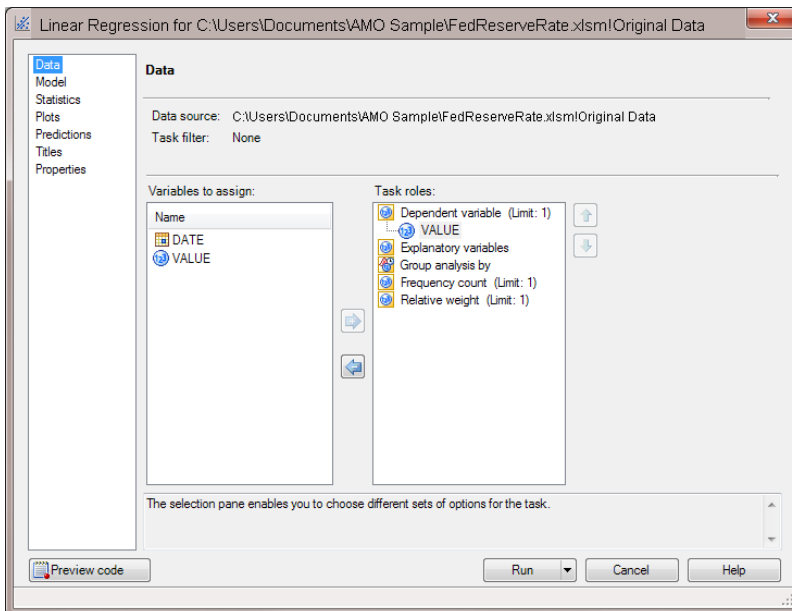 Linear Regression for C:\Users\Documents\AMO Sample\FedReserveRate.xlsm!Original Data
Data
Model
Statistics
Plots
Predictions
Titles
Properties
Data
Data source: C:\Users\Documents\AMO Sample\FedReserveRate.xlsm!Original Data
Task filter: None
Variables to assign:
Name
DATE
VALUE
Task roles:
Dependent variable (Limit: 1)
VALUE
Explanatory variables
Group analysis by
Frequency count (Limit: 1)
Relative weight (Limit: 1)
The selection pane enables you to choose different sets of options for the task.
Preview code
Run
Cancel
Help